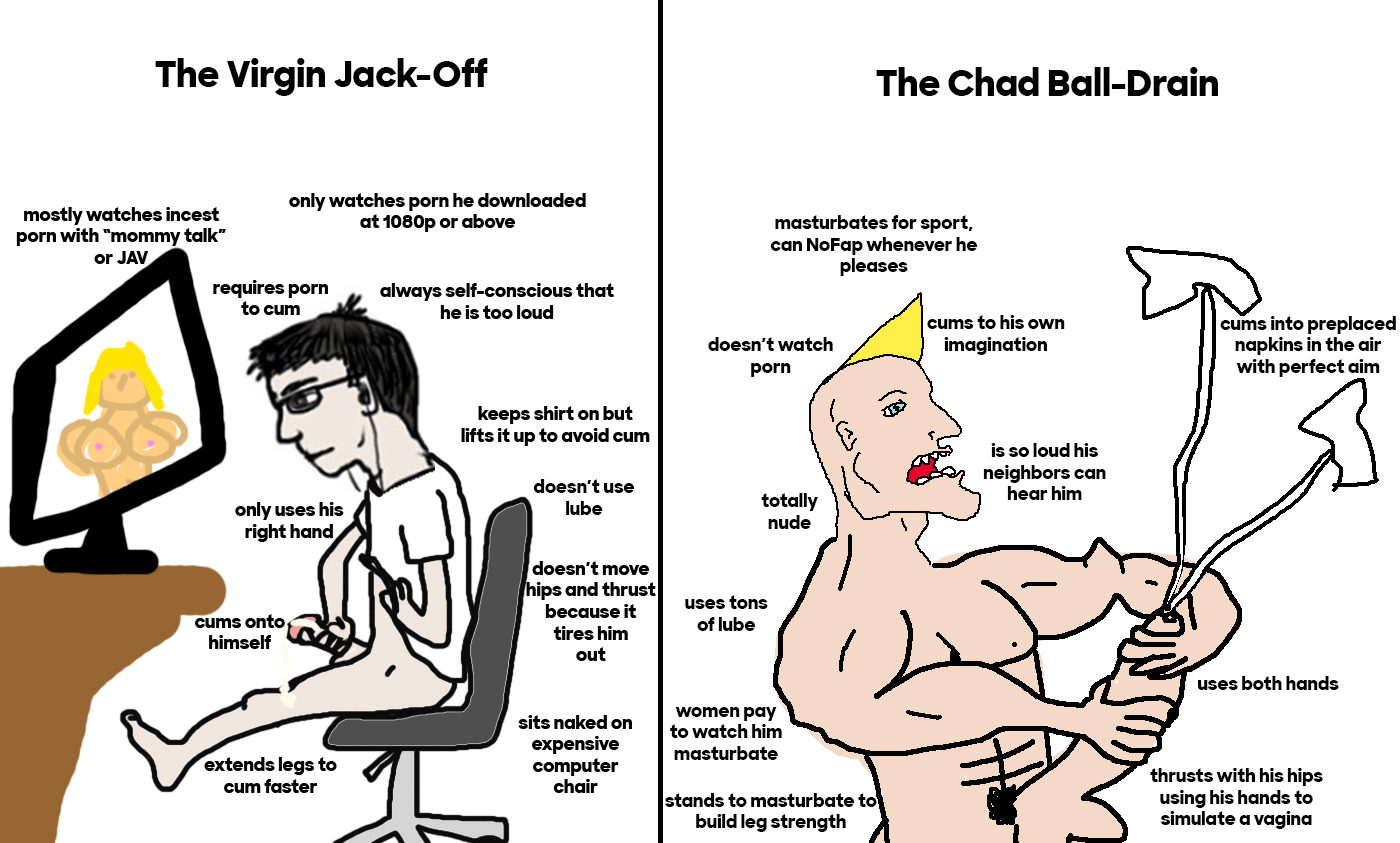 The Virgin Jack-Off
mostly watches incest
porn with “mommy talk”
or JAV
only watches porn he downloaded
at 1080p or above
requires porn
to cum
always self-conscious that
he is too loud
keeps shirt on but
lifts it up to avoid cum
doesn’t use
lube
only uses his
right hand
doesn’t move
hips and thrust
because it
tires him
out
cums onto
himself
sits naked on
expensive
computer
chair
extends legs to
cum faster
The Chad Ball-Drain
masturbates for sport,
can NoFap whenever he
pleases
doesn’t watch
porn
cums to his own
imagination
cums into preplaced
napkins in the air
with perfect aim
is so loud his
neighbors can
hear him
totally
nude
uses tons
of lube
uses both hands
women pay
to watch him
masturbate
thrusts with his hips
using his hands to
simulate a vagina
stands to masturbate to
build leg strength